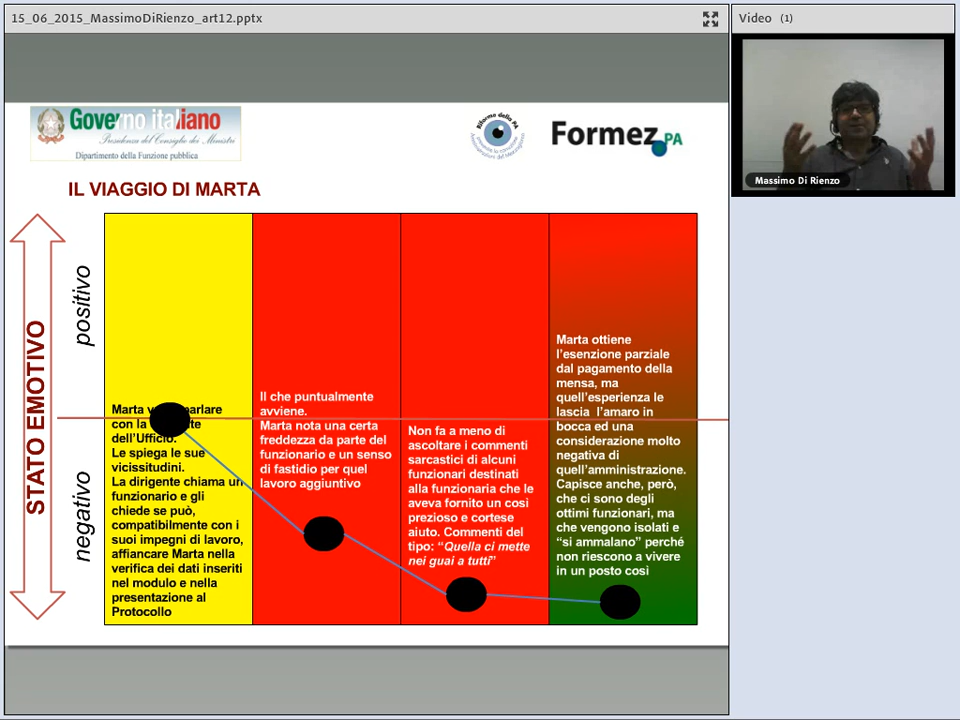 15_06_2015_MassimoDiRienzo_art12.pptx
Video (1)
Massimo Di Rienzo
Governo italiano
Presidenza del Consiglio dei Ministri
Dipartimento della Funzione pubblica
Riforme della PA
Formez PA
IL VIAGGIO DI MARTA
STATO EMOTIVO
positivo
negativo
Marta parlare
con la
dell'Ufficio.
Le spiega le sue
vicissitudini.
La dirigente chiama un
funzionario e gli
chiede se può,
compatibilmente con i
suoi impegni di lavoro,
affiancare Marta nella
verifica dei dati inseriti
nel modulo e nella
presentazione al
Protocollo
Il che puntualmente
avviene.
Marta nota una certa
freddezza da parte del
funzionario e un senso
di fastidio per quel
lavoro aggiuntivo
Non fa a meno di
ascoltare i commenti
sarcastici di alcuni
funzionari destinati
alla funzionaria che le
aveva fornito un così
prezioso e cortese
aiuto. Commenti del
tipo: “Quella ci mette
nei guai a tutti”
Marta ottiene
l'esenzione parziale
dal pagamento della
mensa, ma
quell'esperienza le
lascia l'amaro in
bocca ed una
considerazione molto
negativa di
quell'amministrazione.
Capisce anche, però,
che ci sono degli
ottimi funzionari, ma
che vengono isolati e
“si ammalano” perché
non riescono a vivere
in un posto così